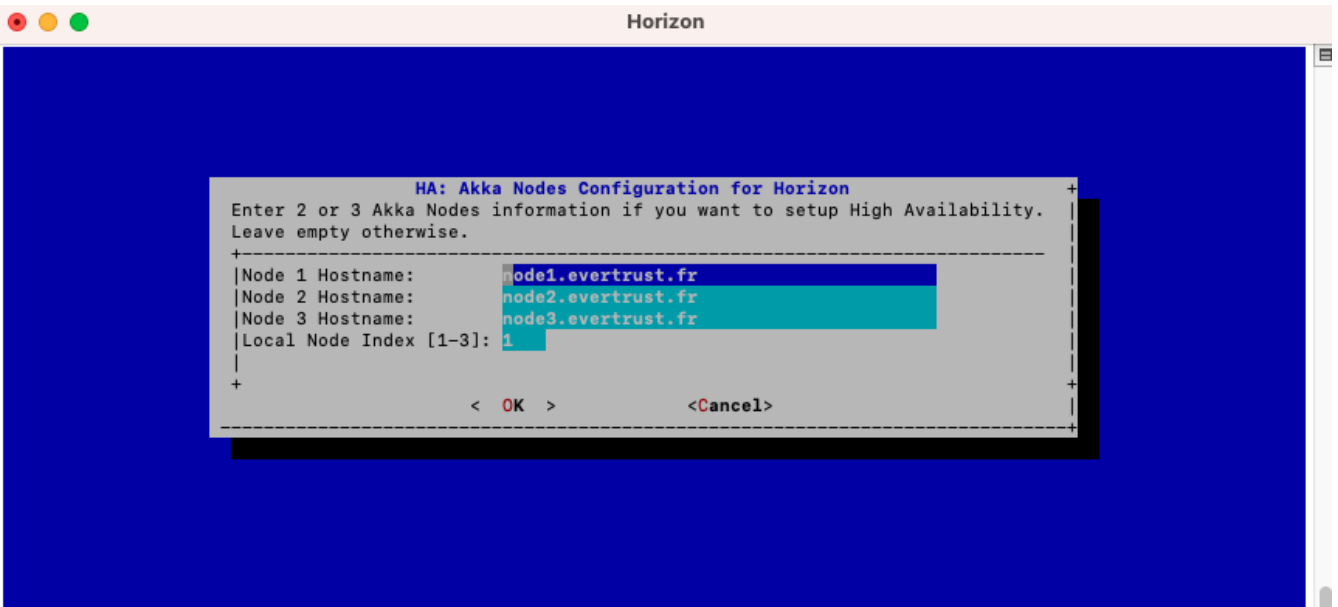 Horizon
HA: Akka Nodes Configuration for Horizon
Enter 2 or 3 Akka Nodes information if you want to setup High Availability.
Leave empty otherwise.
Node 1 Hostname: node1.evertrust.fr
Node 2 Hostname: node2.evertrust.fr
Node 3 Hostname: node3.evertrust.fr
Local Node Index [1-3]: 1
< OK > <Cancel>